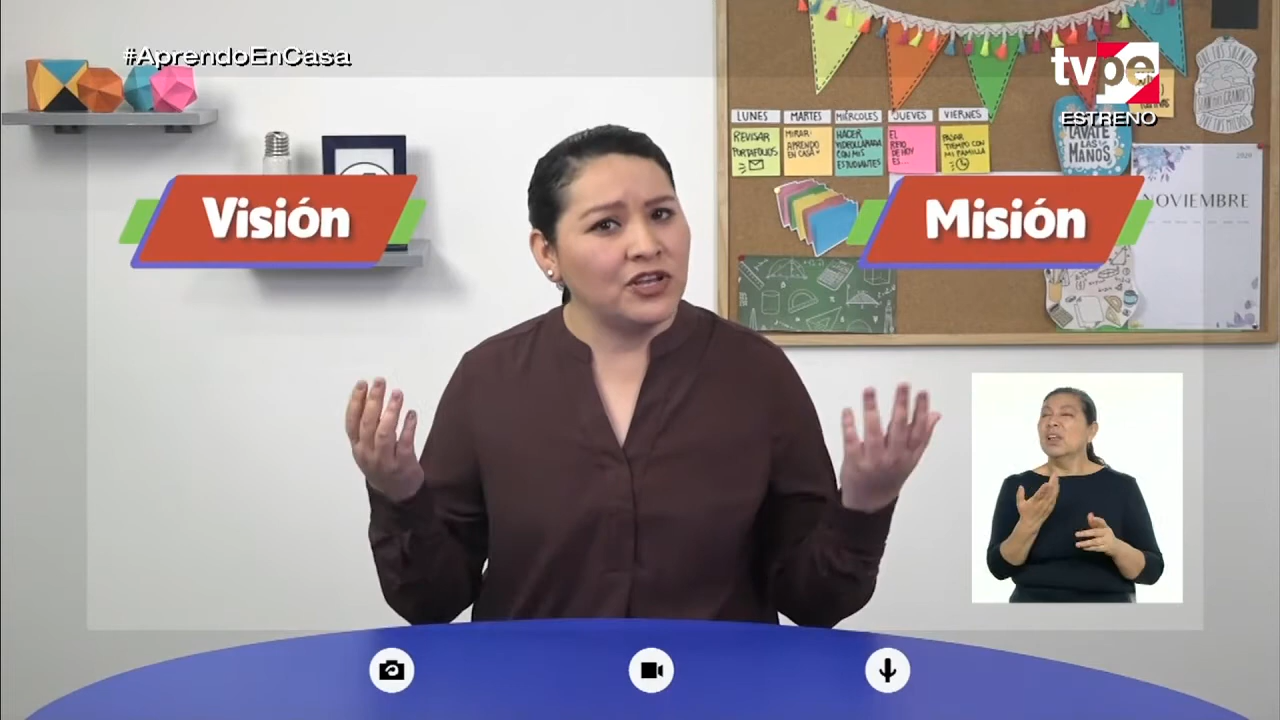 #AprendoEnCasa
tvpe
ESTRENO
LUNES
MARTES
MIÉRCOLES
JUEVES
VIERNES
REVISAR
PORTAFOLIOS
MIRAR
APRENDO
EN CASA
HACER
VIDEOLLAMADA
CON MIS
ESTUDIANTES
EL
RETO
DE HOY
ES...
PASAR
TIEMPO CON
MI FAMILIA
LÁVATE
LAS
MANOS
2020
NOVIEMBRE
Visión
Misión